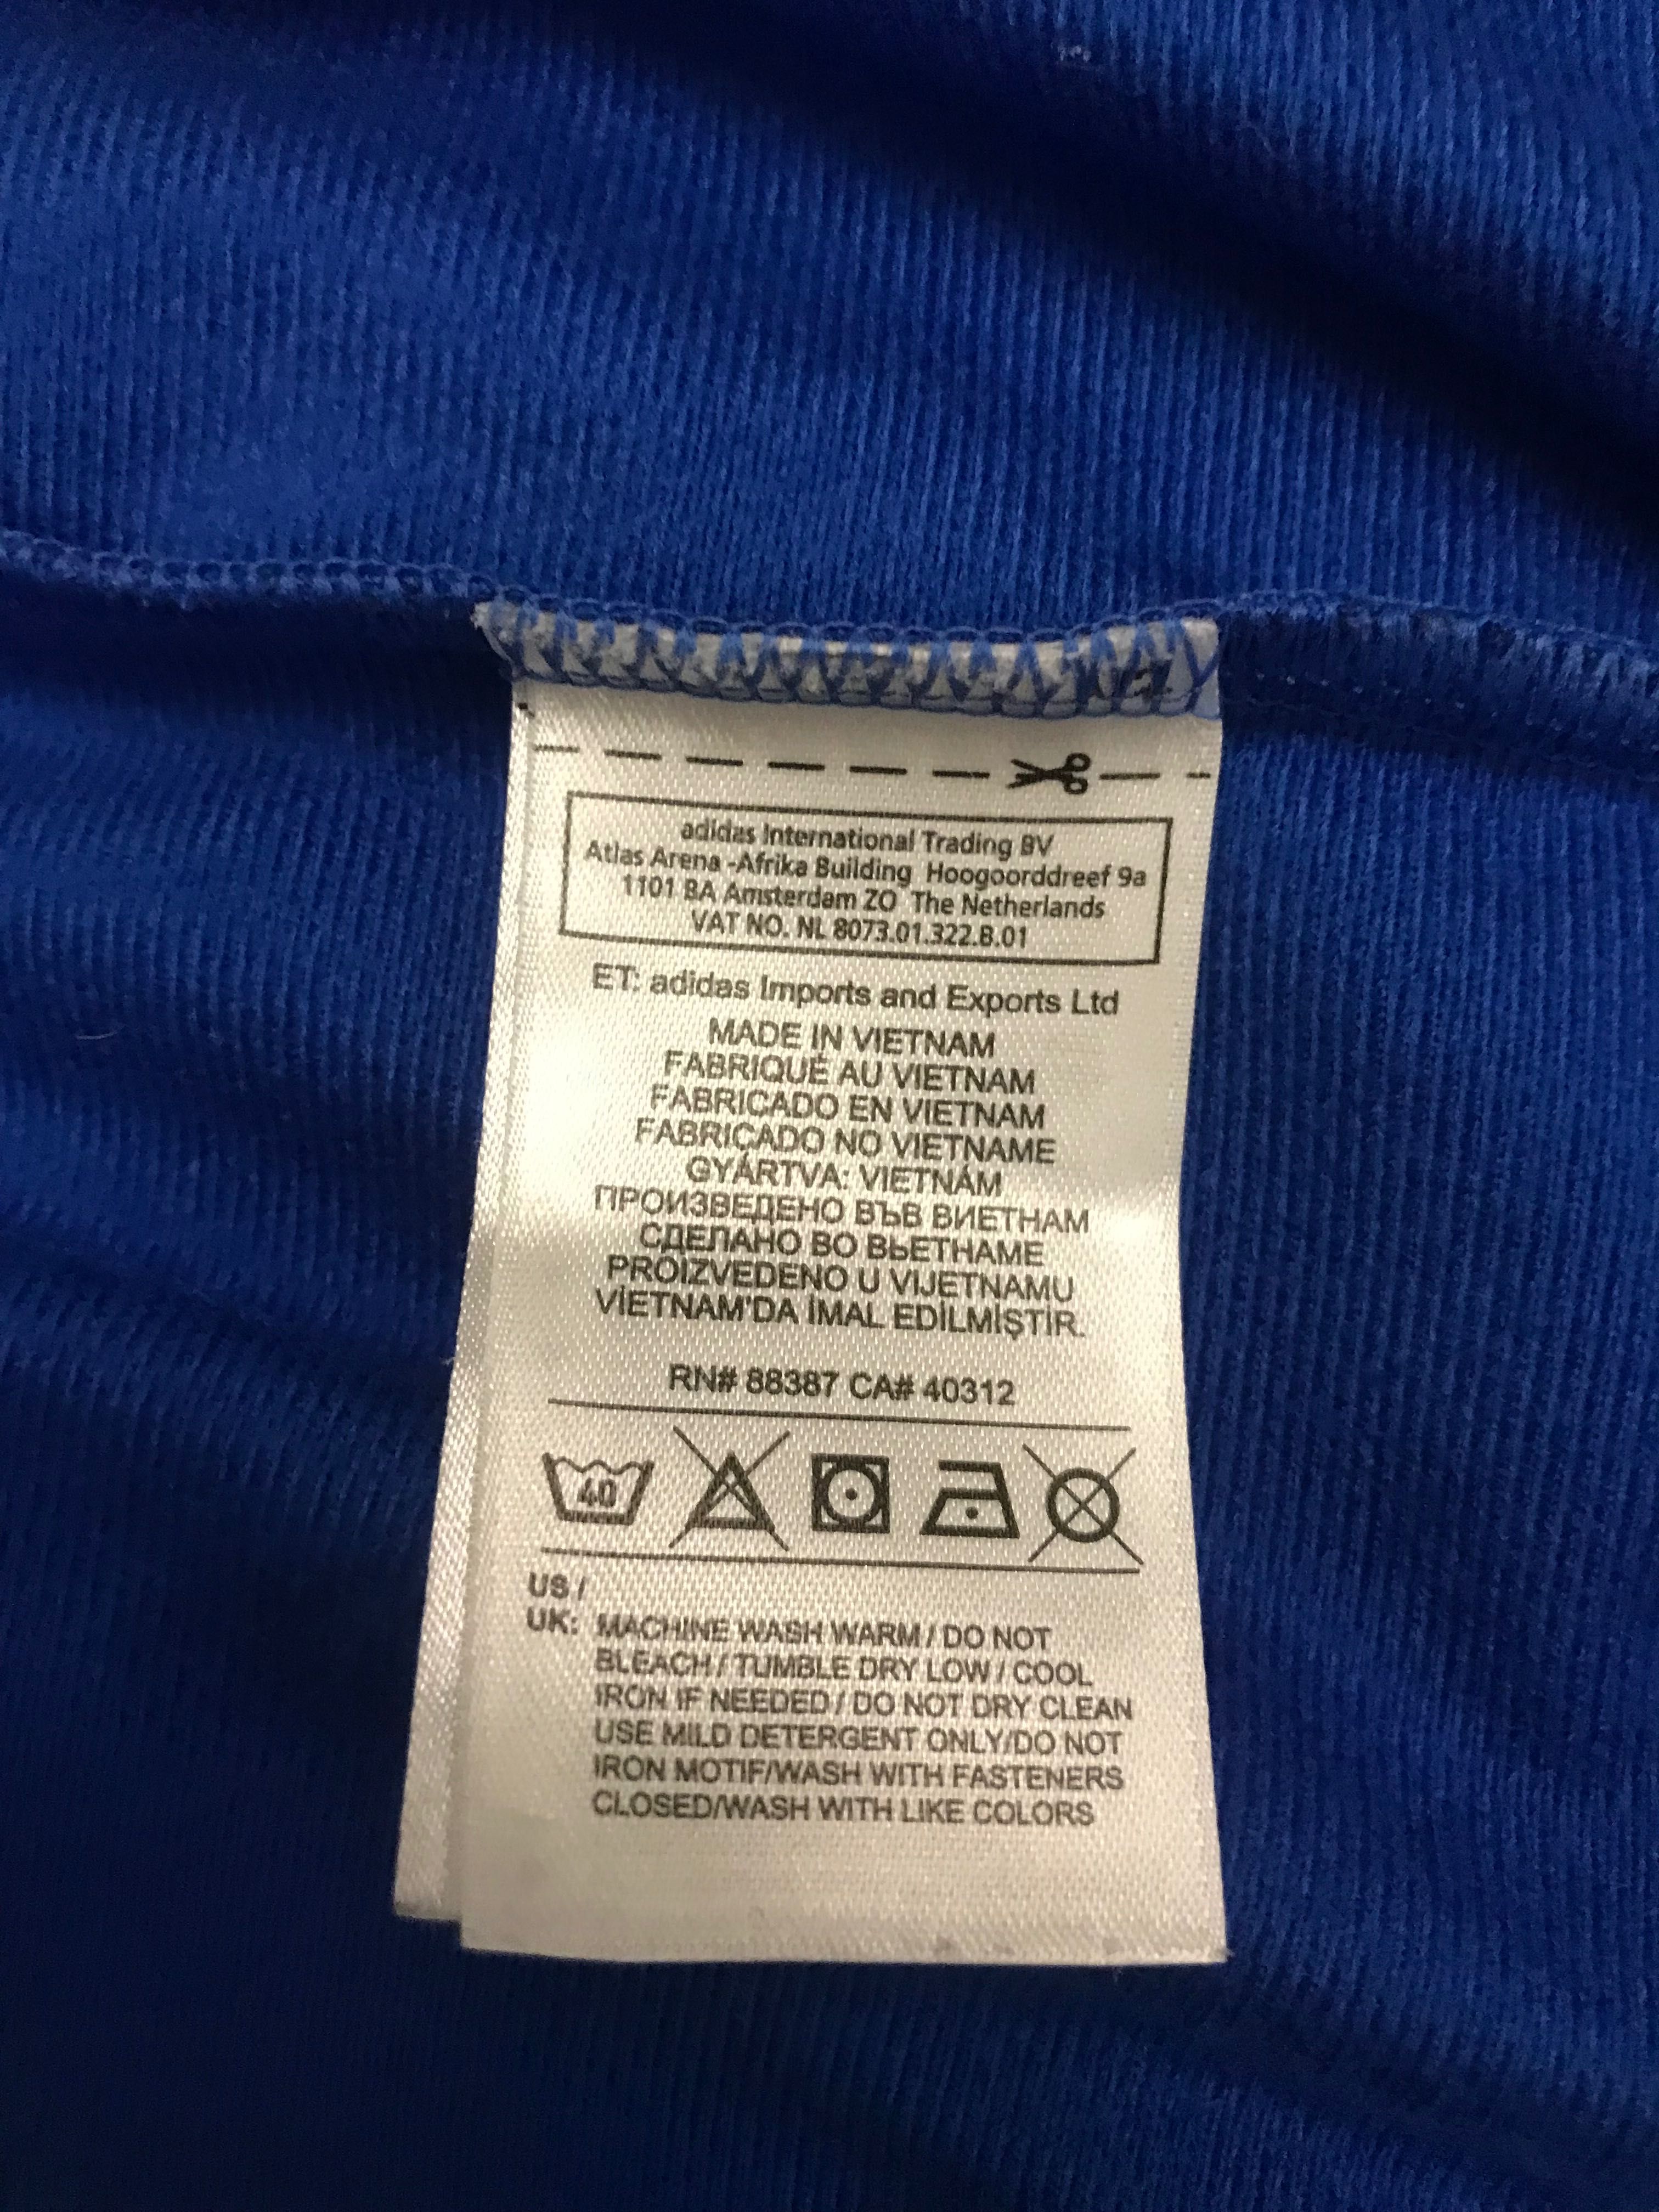 adidas International Trading BV
Atlas Arena -Afrika Building Hoogoorddreef 9a
1101 BA Amsterdam ZO The Netherlands
VAT NO. NL 8073.01.322.B.01
ET: adidas Imports and Exports Ltd
MADE IN VIETNAM
FABRIQUÉ AU VIETNAM
FABRICADO EN VIETNAM
FABRICADO NO VIETNAME
GYÁRTVA: VIETNÁM
ПРОИЗВЕДЕНО ВЪВ ВИЕТНАМ
СДЕЛАНО ВО ВЬЕТНАМЕ
PROIZVEDENO U VIJETNAMU
VİETNAM'DA İMAL EDİLMİŞTİR.
RN# 88387 CA# 40312
40
US /
UK: MACHINE WASH WARM / DO NOT
BLEACH / TUMBLE DRY LOW / COOL
IRON IF NEEDED / DO NOT DRY CLEAN
USE MILD DETERGENT ONLY/DO NOT
IRON MOTIF/WASH WITH FASTENERS
CLOSED/WASH WITH LIKE COLORS